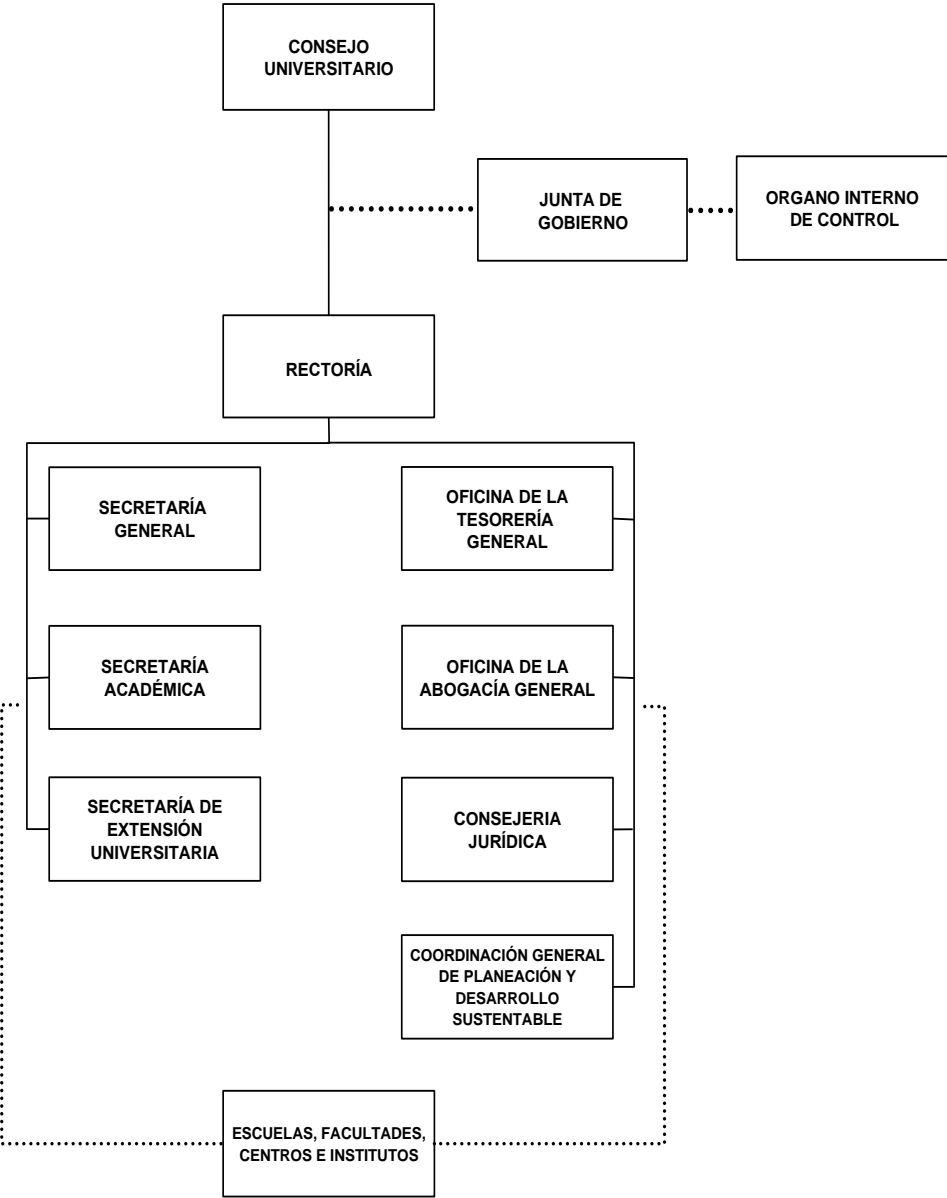 CONSEJO
UNIVERSITARIO
JUNTA DE
GOBIERNO
ORGANO INTERNO
DE CONTROL
RECTORÍA
SECRETARÍA
GENERAL
OFICINA DE LA
TESORERÍA
GENERAL
SECRETARÍA
ACADÉMICA
OFICINA DE LA
ABOGACÍA GENERAL
SECRETARÍA DE
EXTENSIÓN
UNIVERSITARIA
CONSEJERIA
JURÍDICA
COORDINACIÓN GENERAL
DE PLANEACIÓN Y
DESARROLLO
SUSTENTABLE
ESCUELAS, FACULTADES,
CENTROS E INSTITUTOS